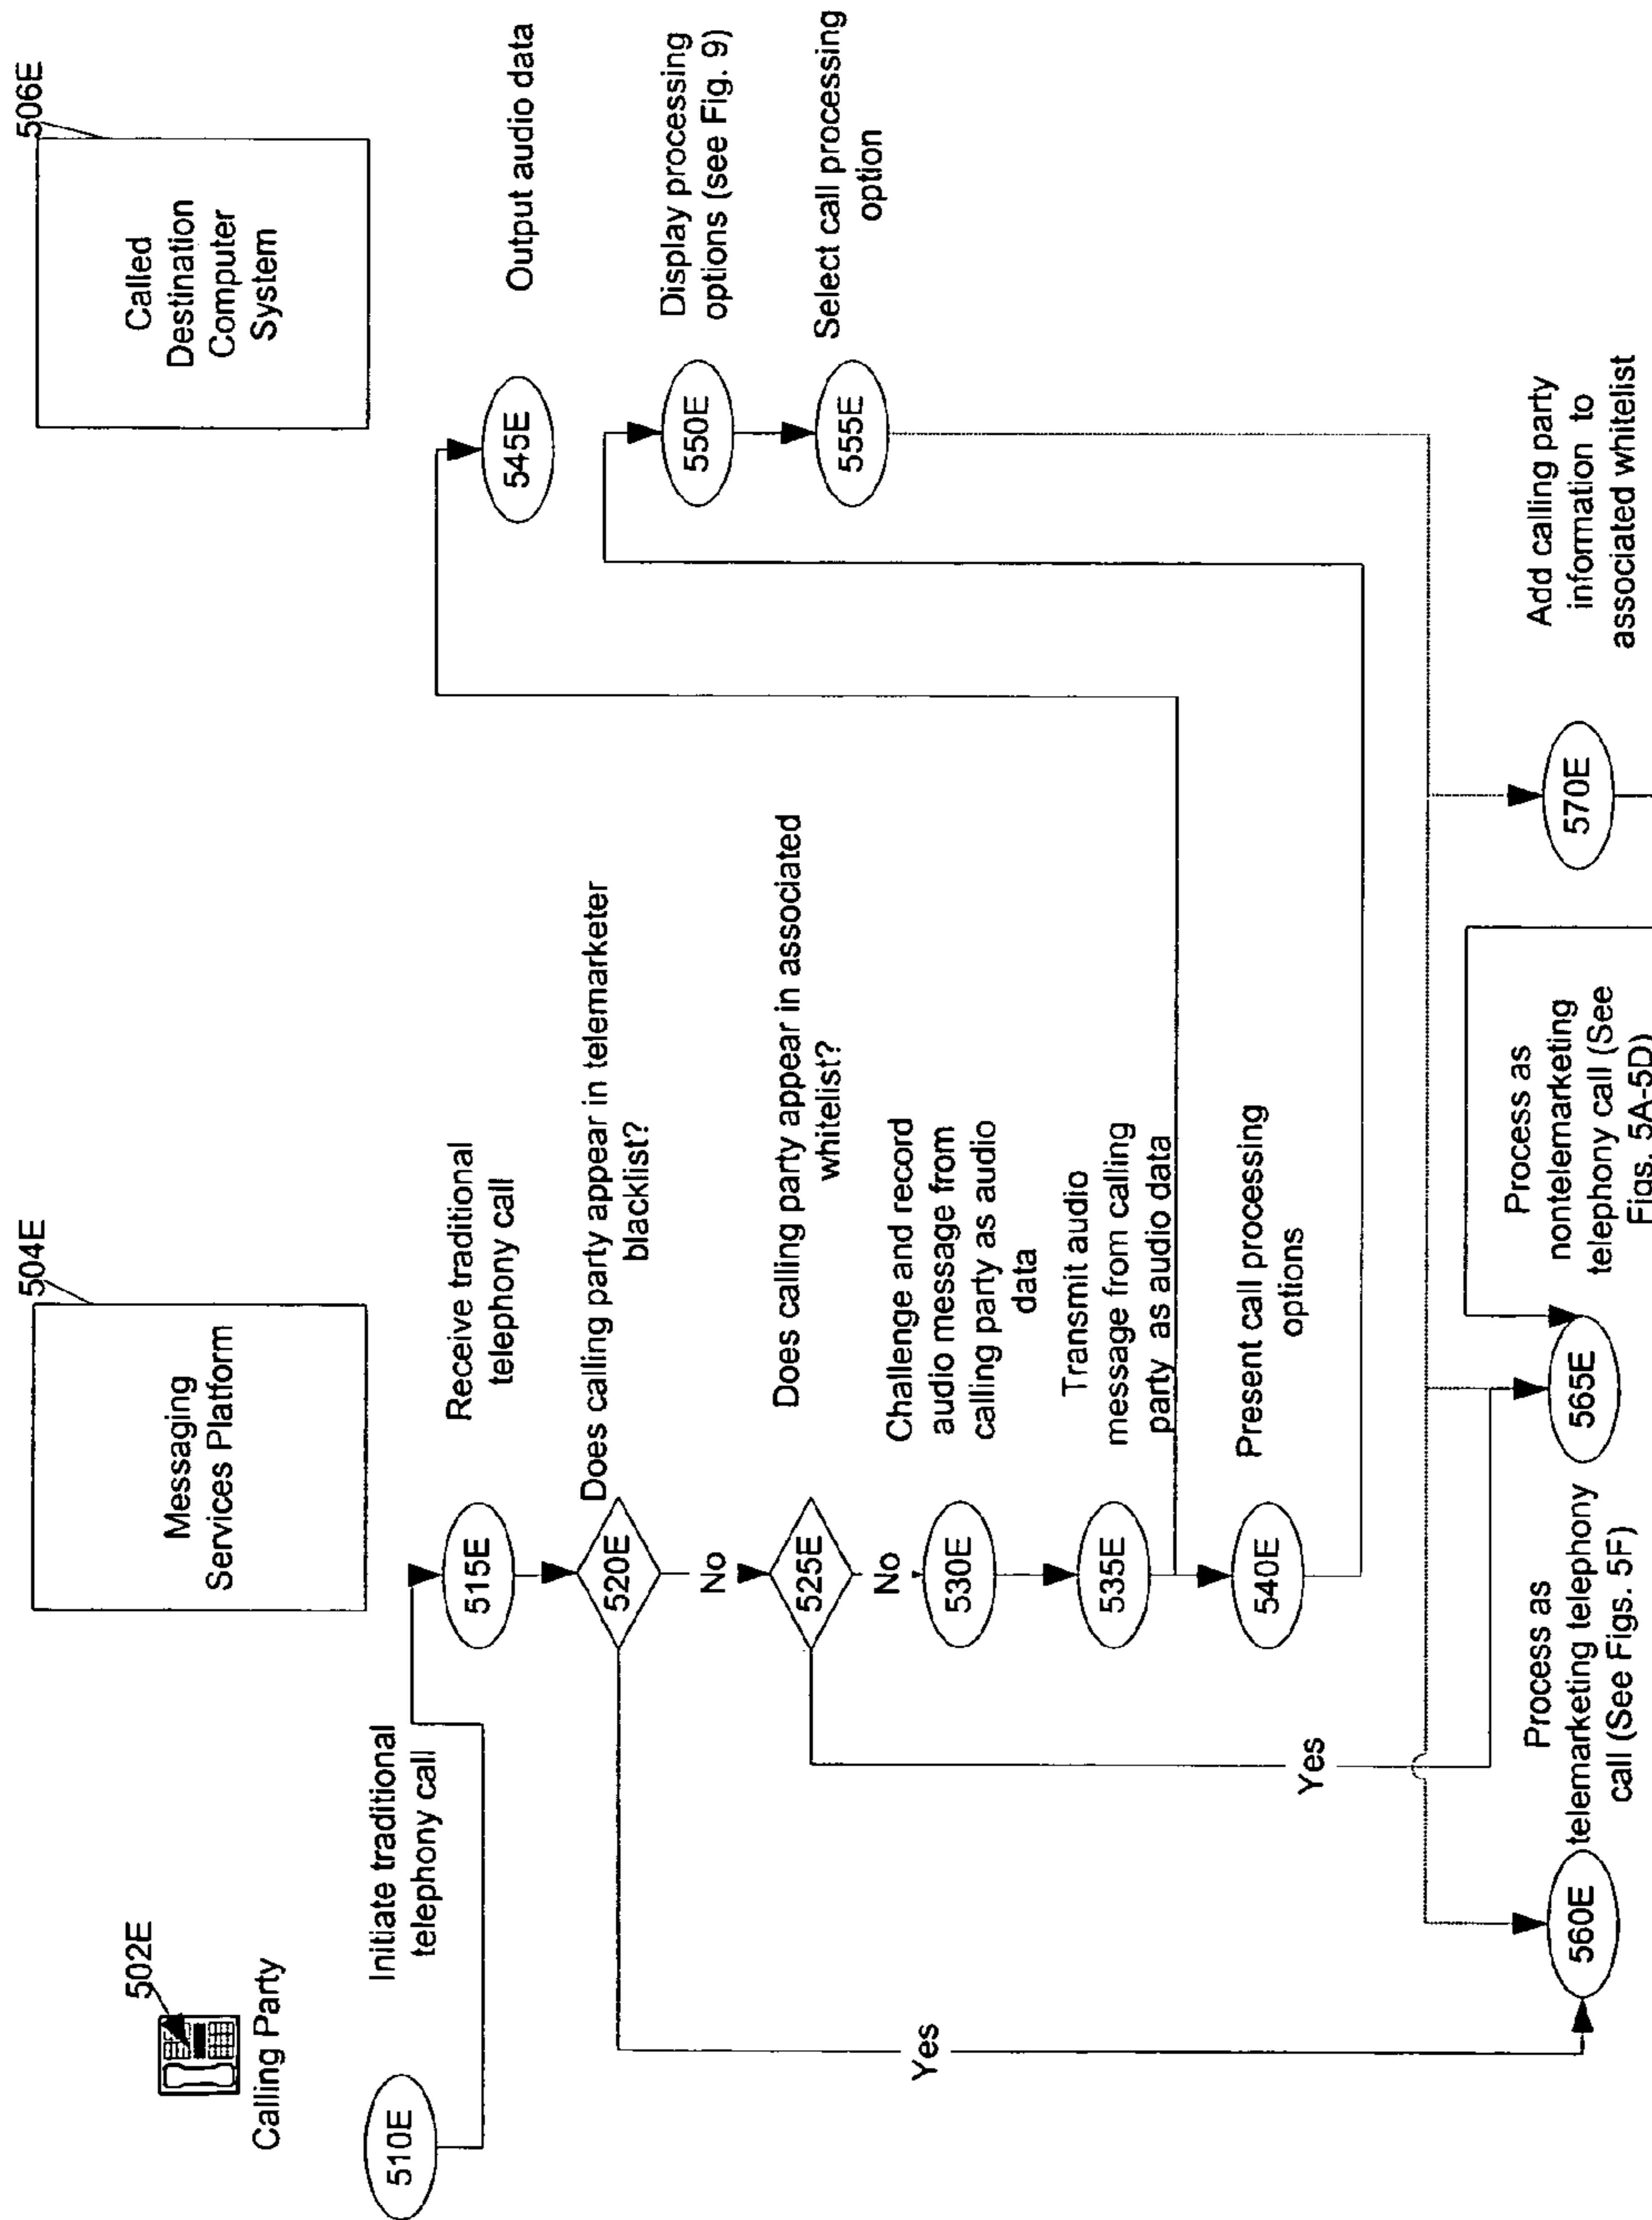 502E
Calling Party
504E
Messaging
Services Platform
506E
Called
Destination
Computer
System
510E
Initiate traditional
telephony call
515E
Receive traditional
telephony call
520E
Does calling party appear in telemarketer
blacklist?
Yes
No
525E
Does calling party appear in associated
whitelist?
Yes
No
530E
Challenge and record
audio message from
calling party as audio
data
535E
Transmit audio
message from calling
party as audio data
540E
Present call processing
options
545E
Output audio data
550E
Display processing
options (see Fig. 9)
555E
Select call processing
option
560E
Process as
telemarketing telephony
call (See Figs. 5F)
565E
Process as
nontelemarketing
telephony call (See
Figs. 5A-5D)
570E
Add calling party
information to
associated whitelist